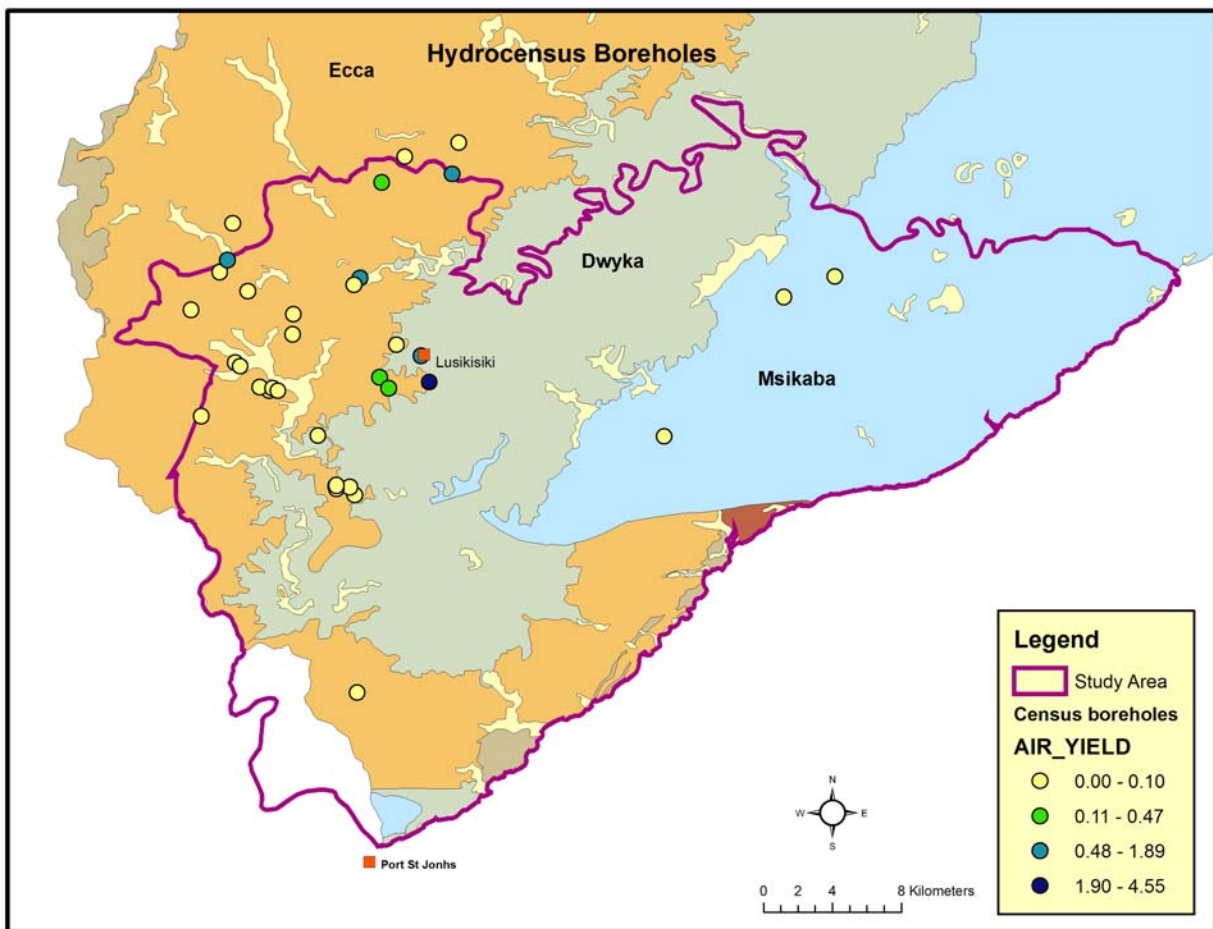 Hydrocensus Boreholes
Ecca
Dwyka
Lusikisiki
Msikaba
Port St Jonhs
N
W E
S
0 2 4 8 Kilometers
Legend
Study Area
Census boreholes
AIR_YIELD
0.00 - 0.10
0.11 - 0.47
0.48 - 1.89
1.90 - 4.55